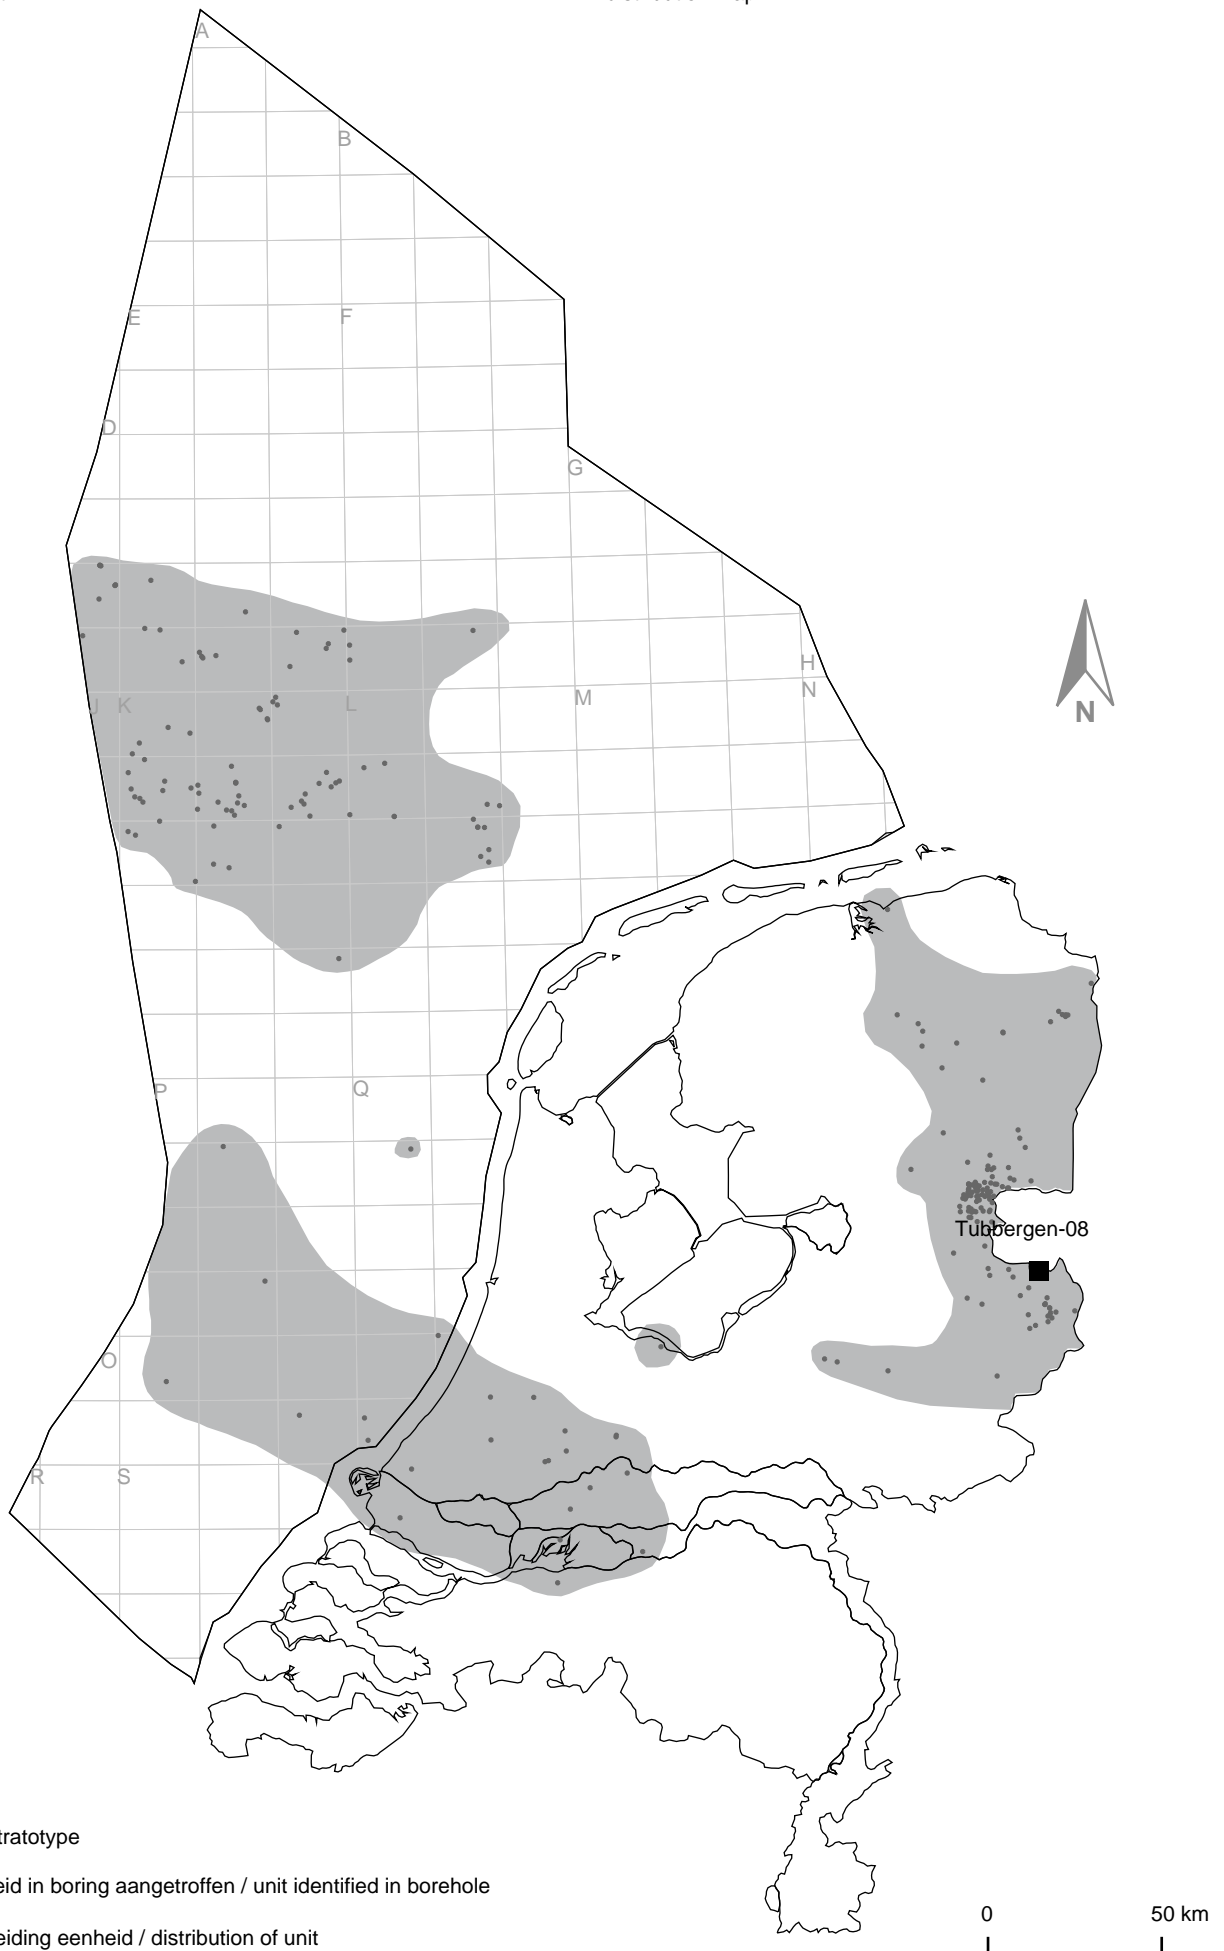 A
B
E
F
D
G
H
N
J
K
L
M
N
P
Q
Tubbergen-08
O
R
S
tratotype
eid in boring aangetroffen / unit identified in borehole
0
50 km
eiding eenheid / distribution of unit